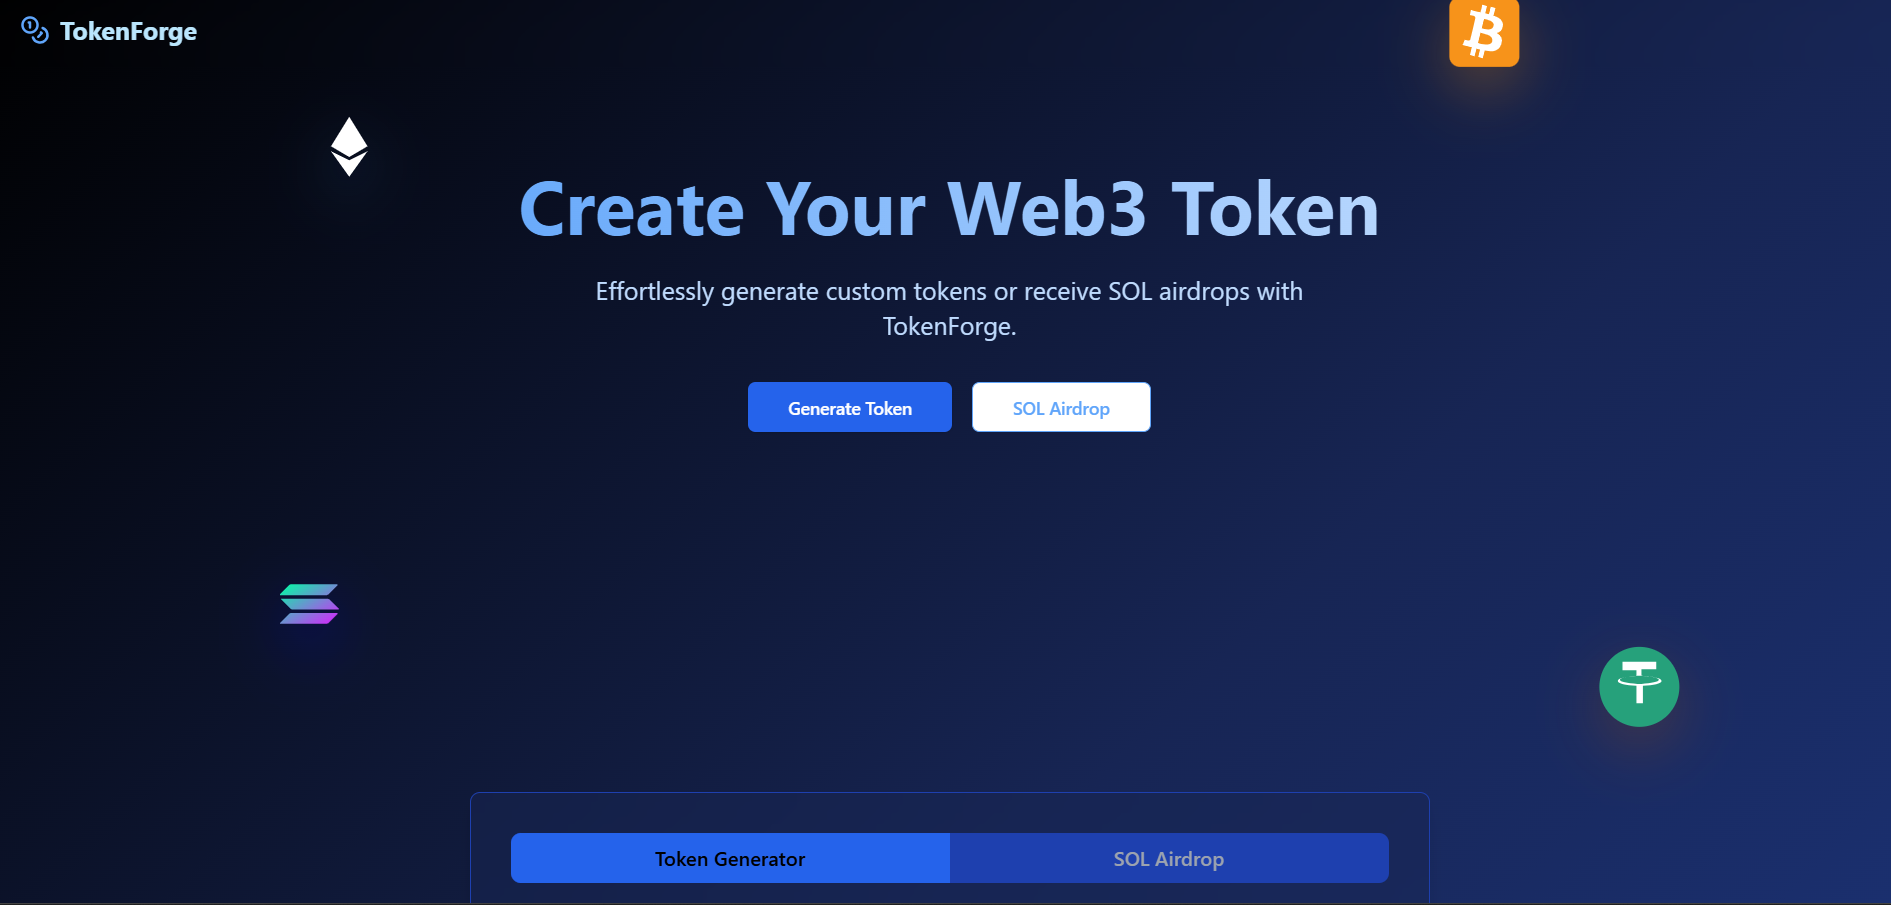 TokenForge
Create Your Web3 Token
Effortlessly generate custom tokens or receive SOL airdrops with
TokenForge.
Generate Token
SOL Airdrop
Token Generator
SOL Airdrop